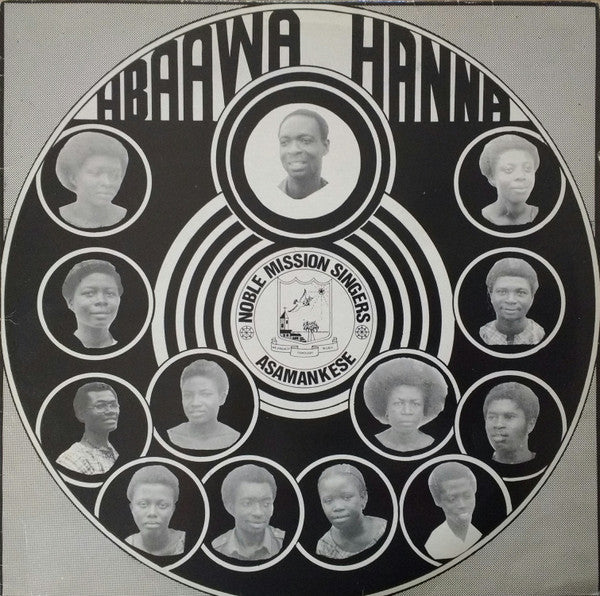 ABAAWA HANNA
NOBLE MISSION SINGERS
ASAMANKESE